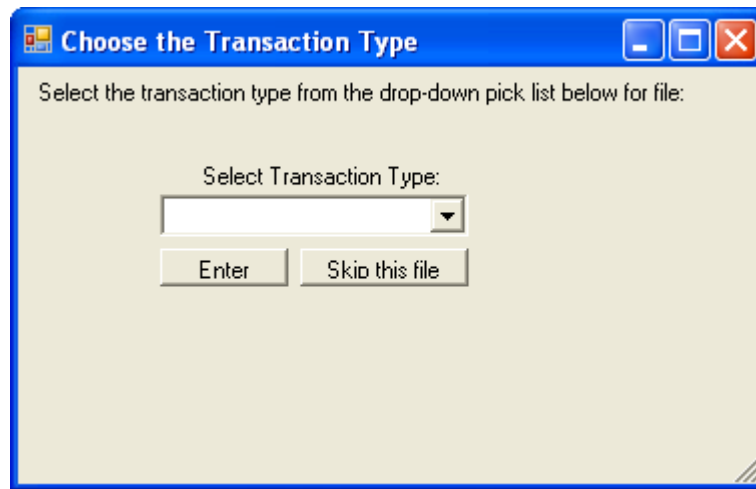 Choose the Transaction Type
Select the transaction type from the drop-down pick list below for file:
Select Transaction Type:
Enter
Skip this file